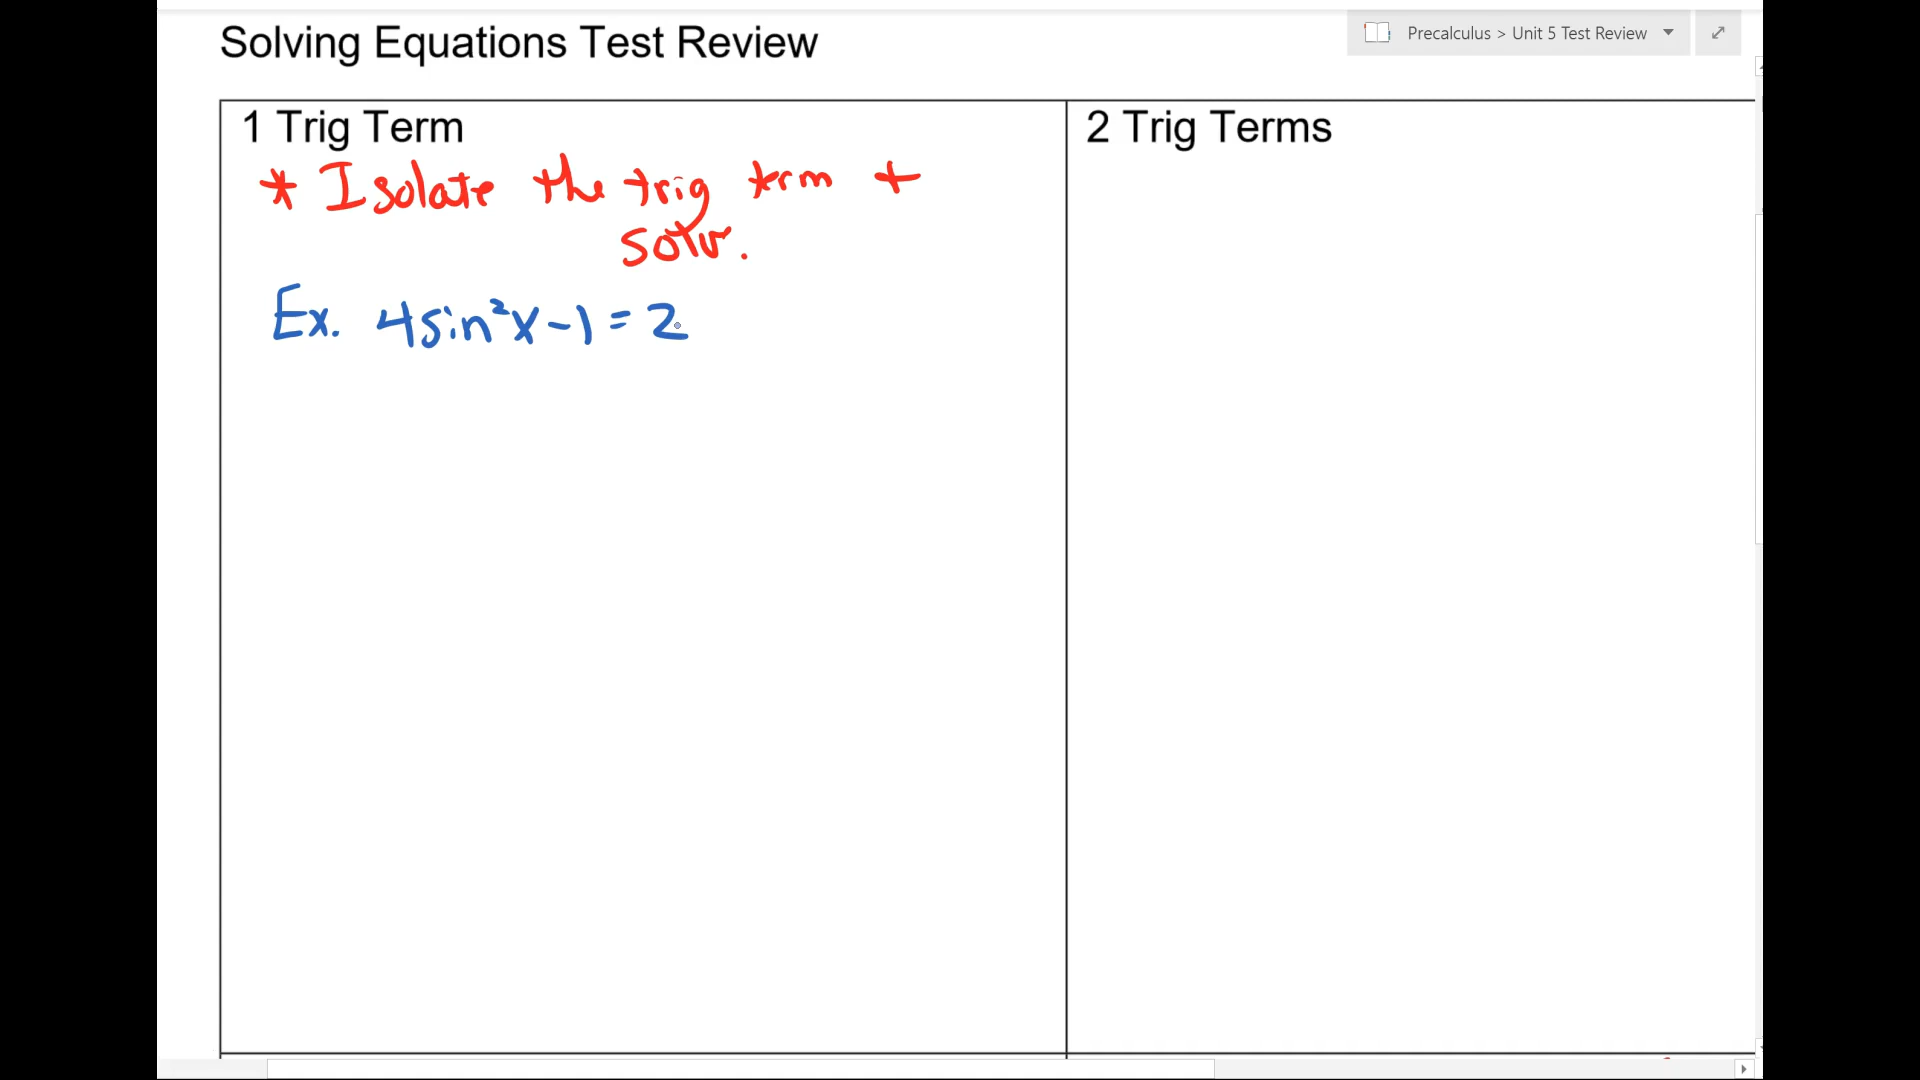 Solving Equations Test Review
Precalculus > Unit 5 Test Review
1 Trig Term
* Isolate the trig term +
solve.
Ex. 4sin²x-1=2
2 Trig Terms